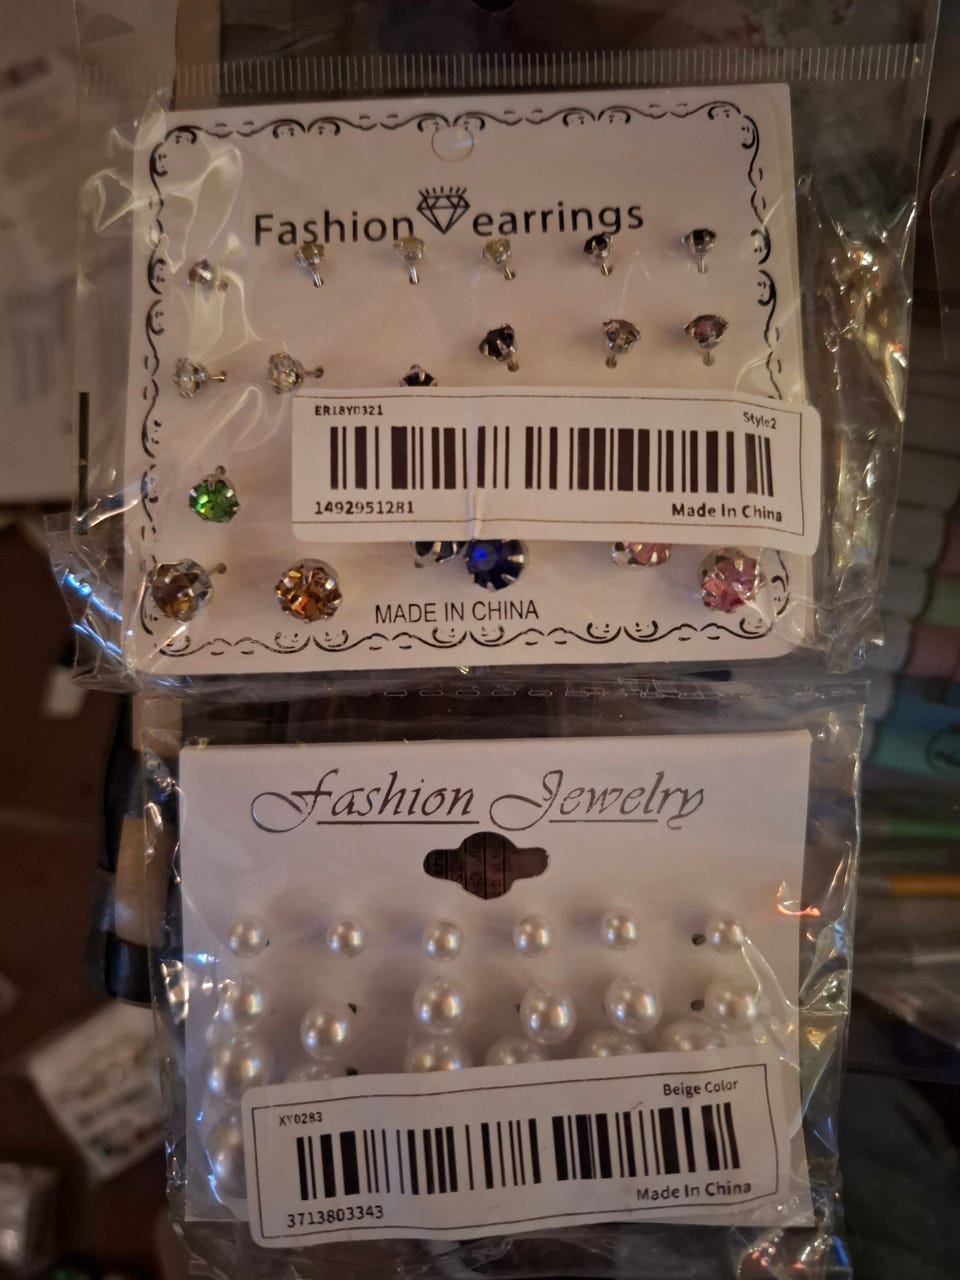 Fashion earrings
ER18Y0321
Style2
1492951281
Made In China
MADE IN CHINA
Fashion Jewelry
XY0283
Beige Color
3713803343
Made In China